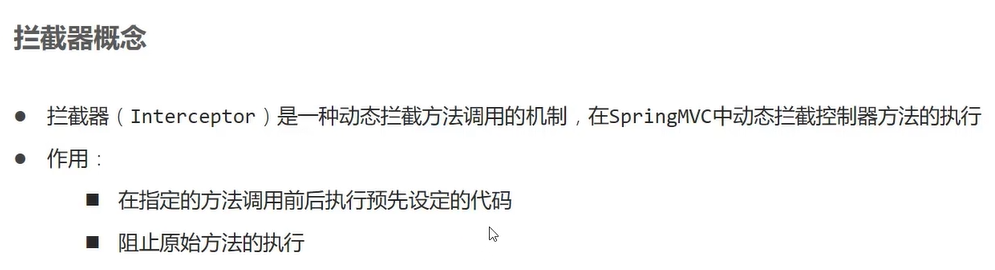 拦截器概念
● 拦截器（Interceptor）是一种动态拦截方法调用的机制，在SpringMVC中动态拦截控制器方法的执行
● 作用：
■ 在指定的方法调用前后执行预先设定的代码
■ 阻止原始方法的执行